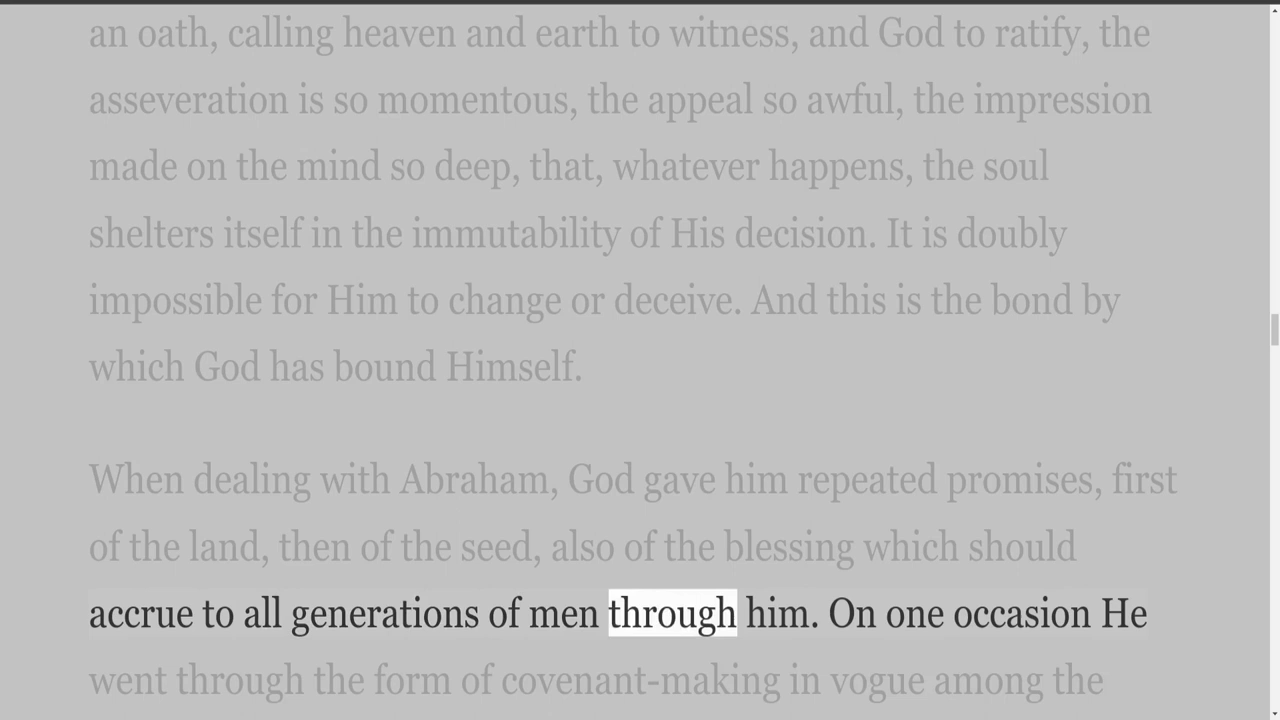 an oath, calling heaven and earth to witness, and God to ratify, the
asseveration is so momentous, the appeal so awful, the impression
made on the mind so deep, that, whatever happens, the soul
shelters itself in the immutability of His decision. It is doubly
impossible for Him to change or deceive. And this is the bond by
which God has bound Himself.
When dealing with Abraham, God gave him repeated promises, first
of the land, then of the seed, also of the blessing which should
accrue to all generations of men through him. On one occasion He
went through the form of covenant-making in vogue among the